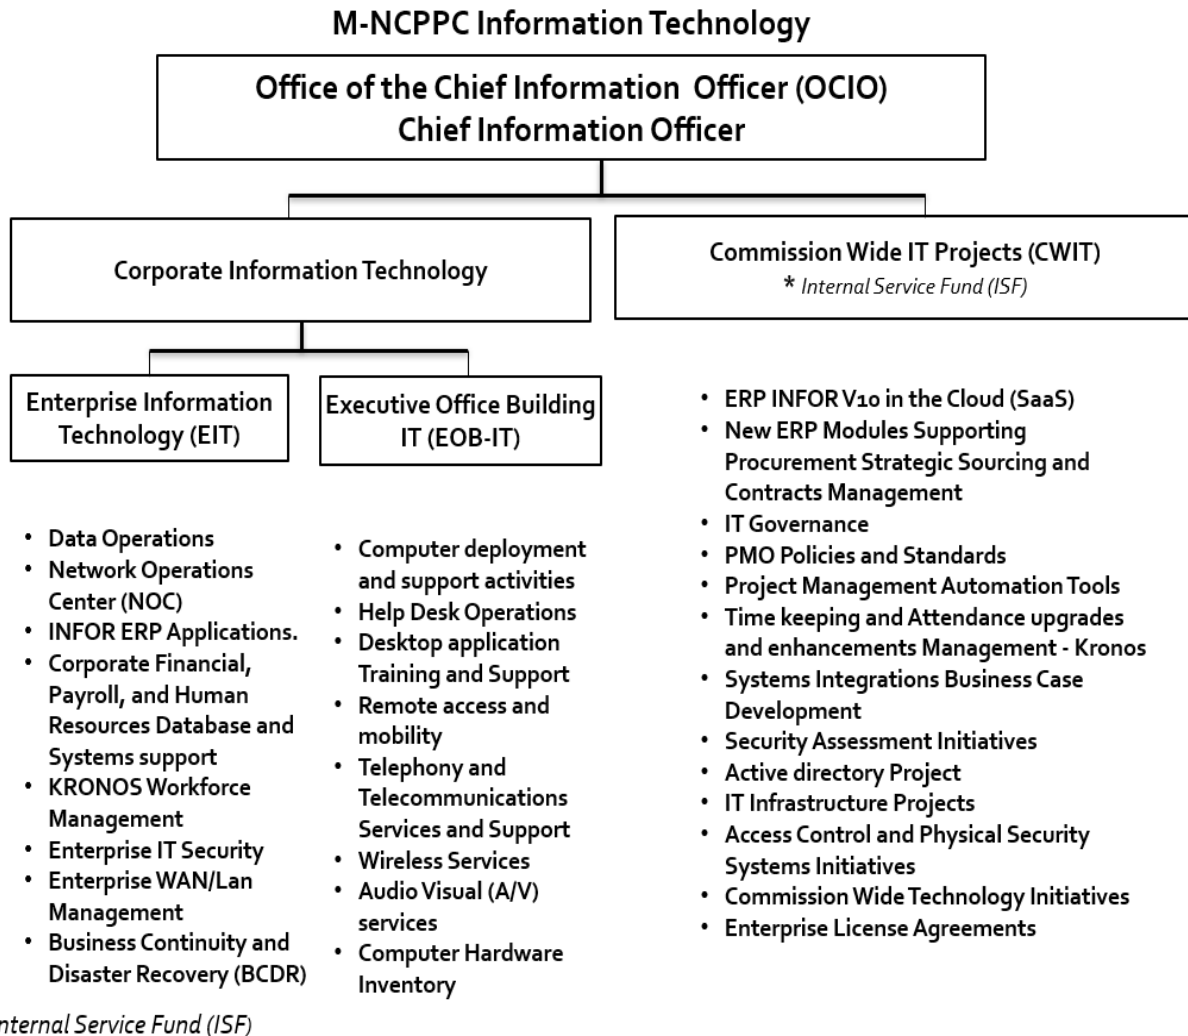 M-NCPPC Information Technology
Office of the Chief Information Officer (OCIO)
Chief Information Officer
Corporate Information Technology
Commission Wide IT Projects (CWIT)
* Internal Service Fund (ISF)
Enterprise Information
Technology (EIT)
Executive Office Building
IT (EOB-IT)
• Data Operations
• Network Operations
Center (NOC)
• INFOR ERP Applications.
• Corporate Financial,
Payroll, and Human
Resources Database and
Systems support
• KRONOS Workforce
Management
• Enterprise IT Security
• Enterprise WAN/Lan
Management
• Business Continuity and
Disaster Recovery (BCDR)
• Computer deployment
and support activities
• Help Desk Operations
• Desktop application
Training and Support
• Remote access and
mobility
• Telephony and
Telecommunications
Services and Support
• Wireless Services
• Audio Visual (A/V)
services
• Computer Hardware
Inventory
• ERP INFOR V10 in the Cloud (SaaS)
• New ERP Modules Supporting
Procurement Strategic Sourcing and
Contracts Management
• IT Governance
• PMO Policies and Standards
• Project Management Automation Tools
• Time keeping and Attendance upgrades
and enhancements Management - Kronos
• Systems Integrations Business Case
Development
• Security Assessment Initiatives
• Active directory Project
• IT Infrastructure Projects
• Access Control and Physical Security
Systems Initiatives
• Commission Wide Technology Initiatives
• Enterprise License Agreements
nternal Service Fund (ISF)